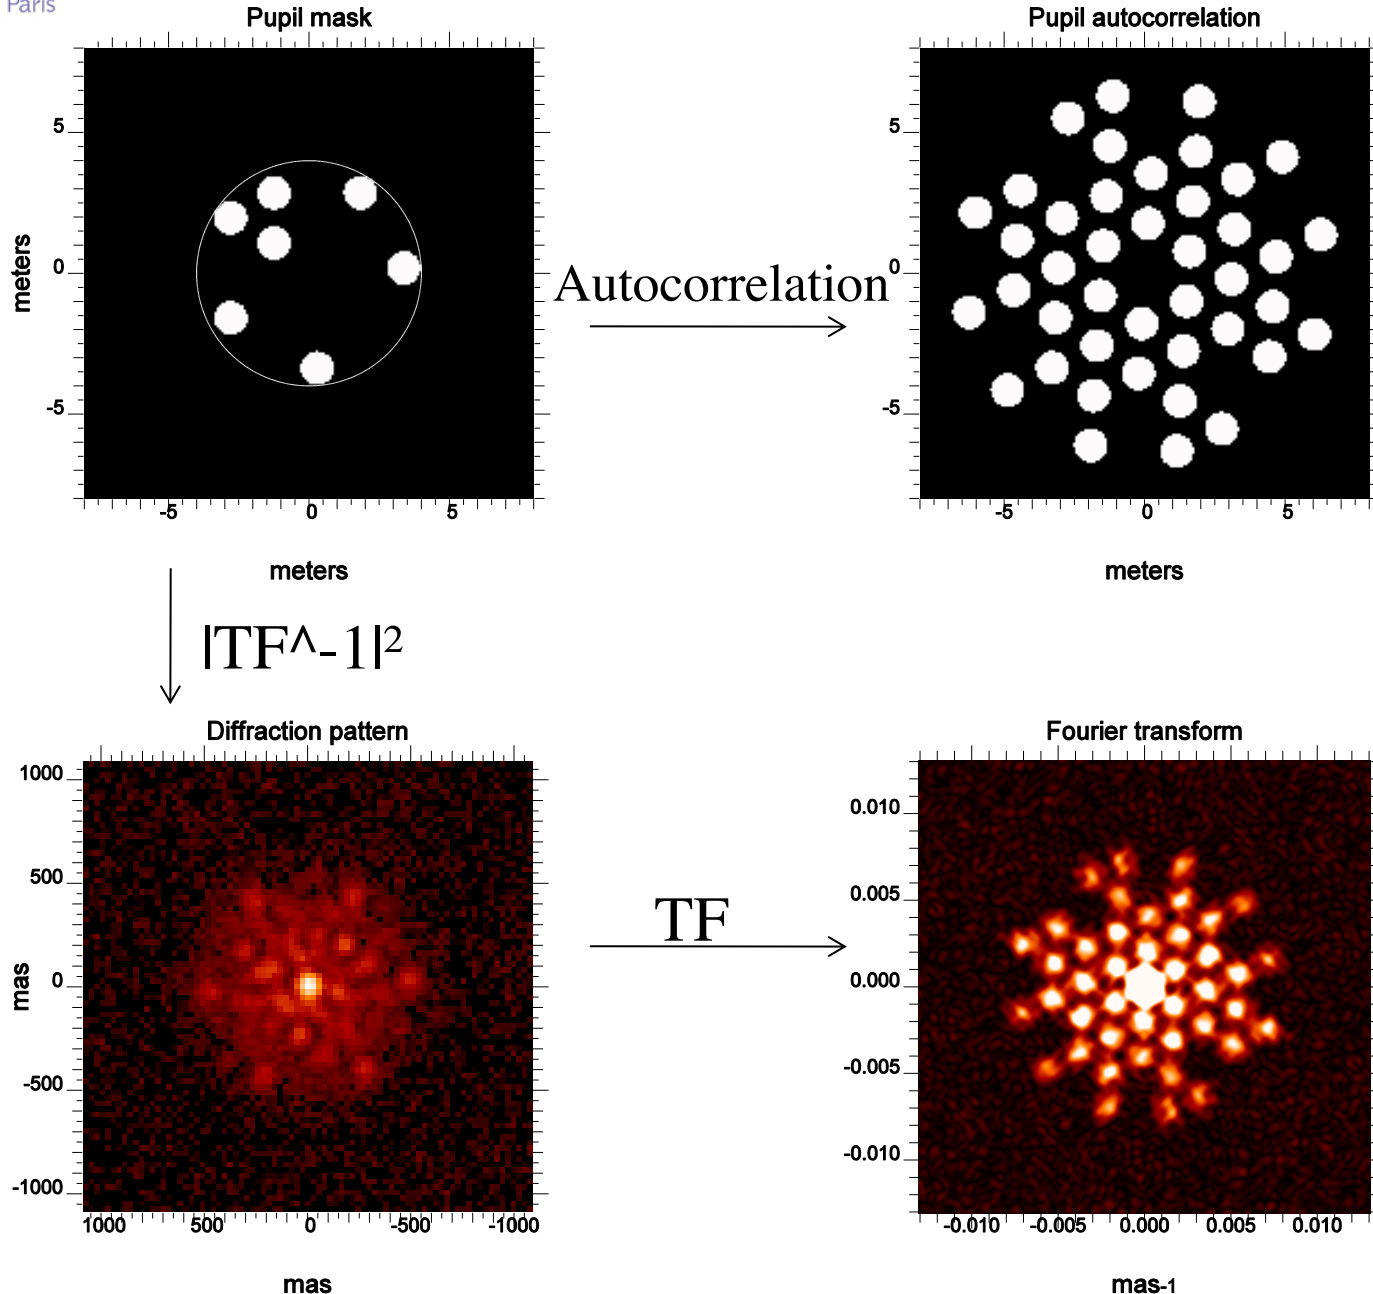 Paris
Pupil mask
Pupil autocorrelation
5
0
-5
meters
-5 0 5
meters
Autocorrelation
5
0
-5
-5 0 5
meters
|TF^-1|²
Diffraction pattern
Fourier transform
1000
500
0
-500
-1000
mas
1000 500 0 -500 -1000
mas
TF
0.010
0.005
0.000
-0.005
-0.010
-0.010 -0.005 0.000 0.005 0.010
mas-1